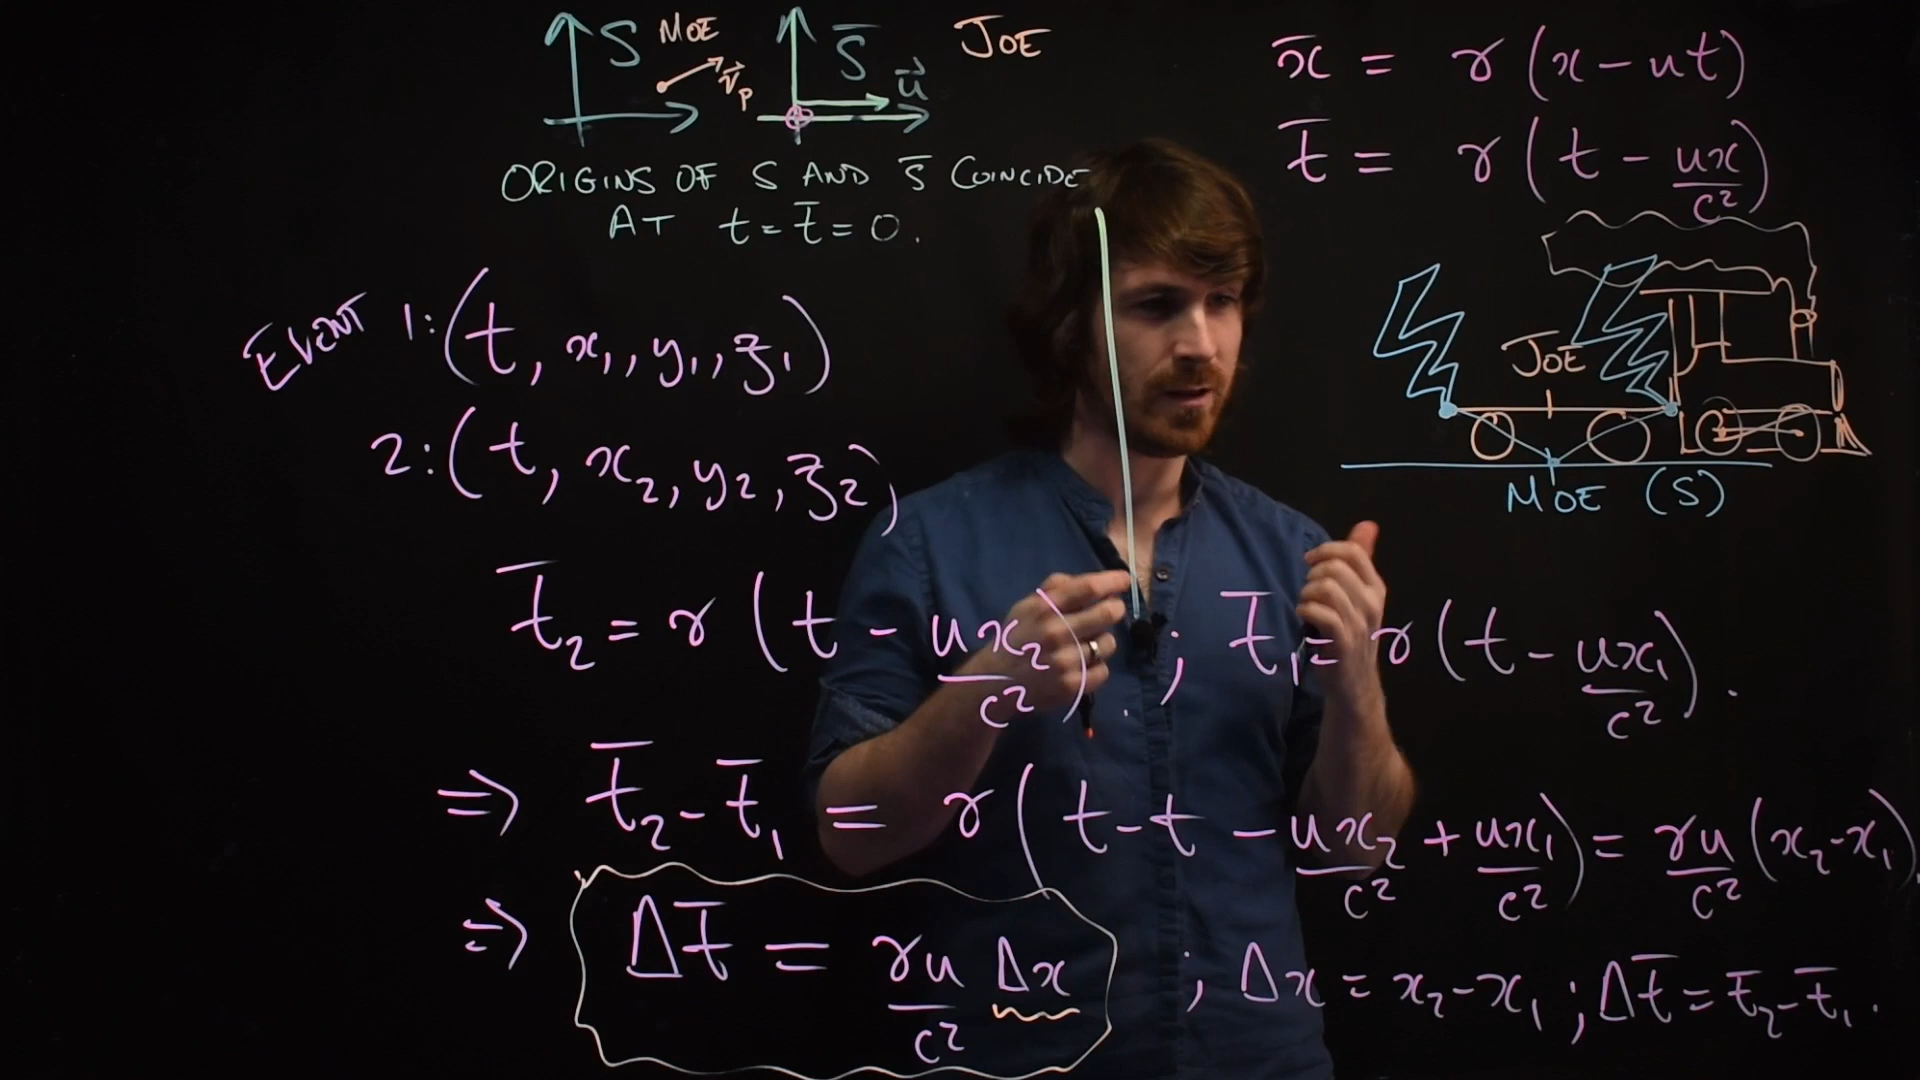 S MOE v⃗ₚ S̄ u⃗ JOE
ORIGINS OF S AND S̄ COINCIDE
AT t = t̄ = 0.
x̄ = γ(x − ut)
t̄ = γ(t − ux/c²)
JOE
MOE (S)
EVENT 1: (t, x₁, y₁, z₁)
2: (t, x₂, y₂, z₂)
t̄₂ = γ(t − ux₂/c²). ; t̄₁ = γ(t − ux₁/c²).
⇒ t̄₂ − t̄₁ = γ(t − t − ux₂/c² + ux₁/c²) = γu/c² (x₂ − x₁).
⇒ Δt̄ = γu/c² Δx ; Δx = x₂ − x₁ ; Δt̄ = t̄₂ − t̄₁.